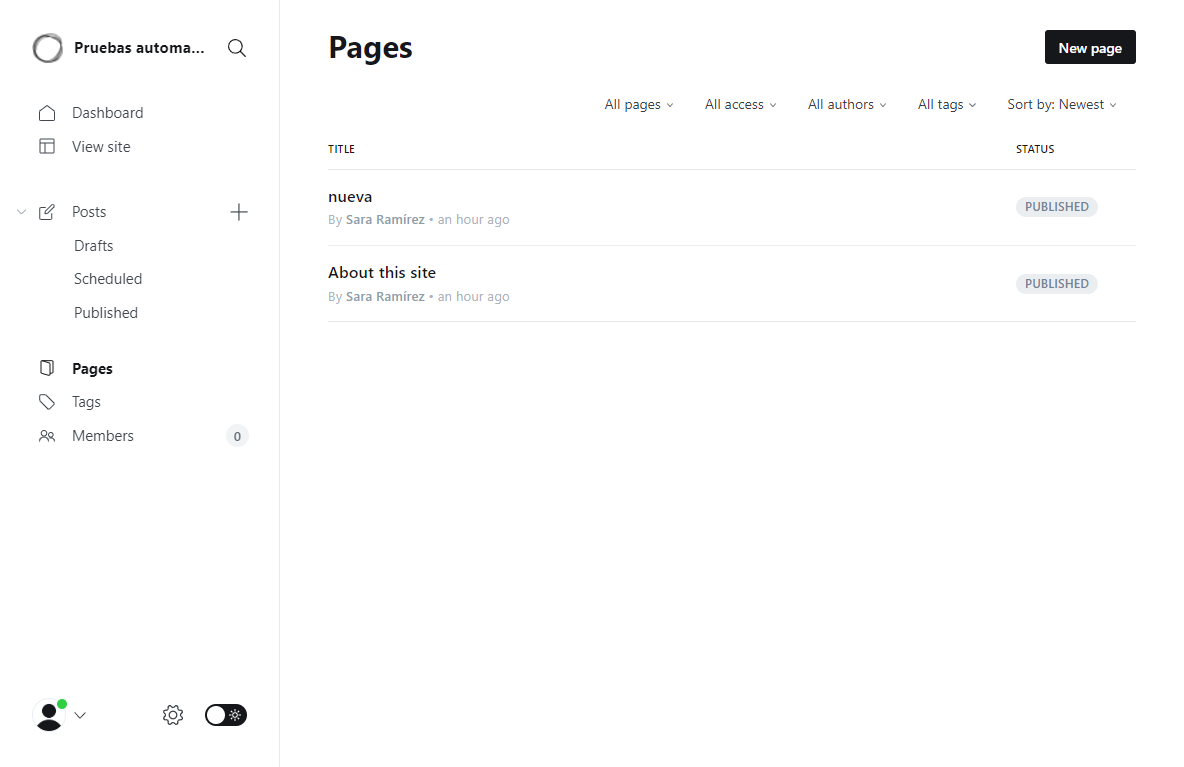 Pruebas automa...
Dashboard
View site
Posts
Drafts
Scheduled
Published
Pages
Tags
Members 0
Pages
New page
All pages All access All authors All tags Sort by: Newest
TITLE STATUS
nueva
By Sara Ramírez • an hour ago
PUBLISHED
About this site
By Sara Ramírez • an hour ago
PUBLISHED